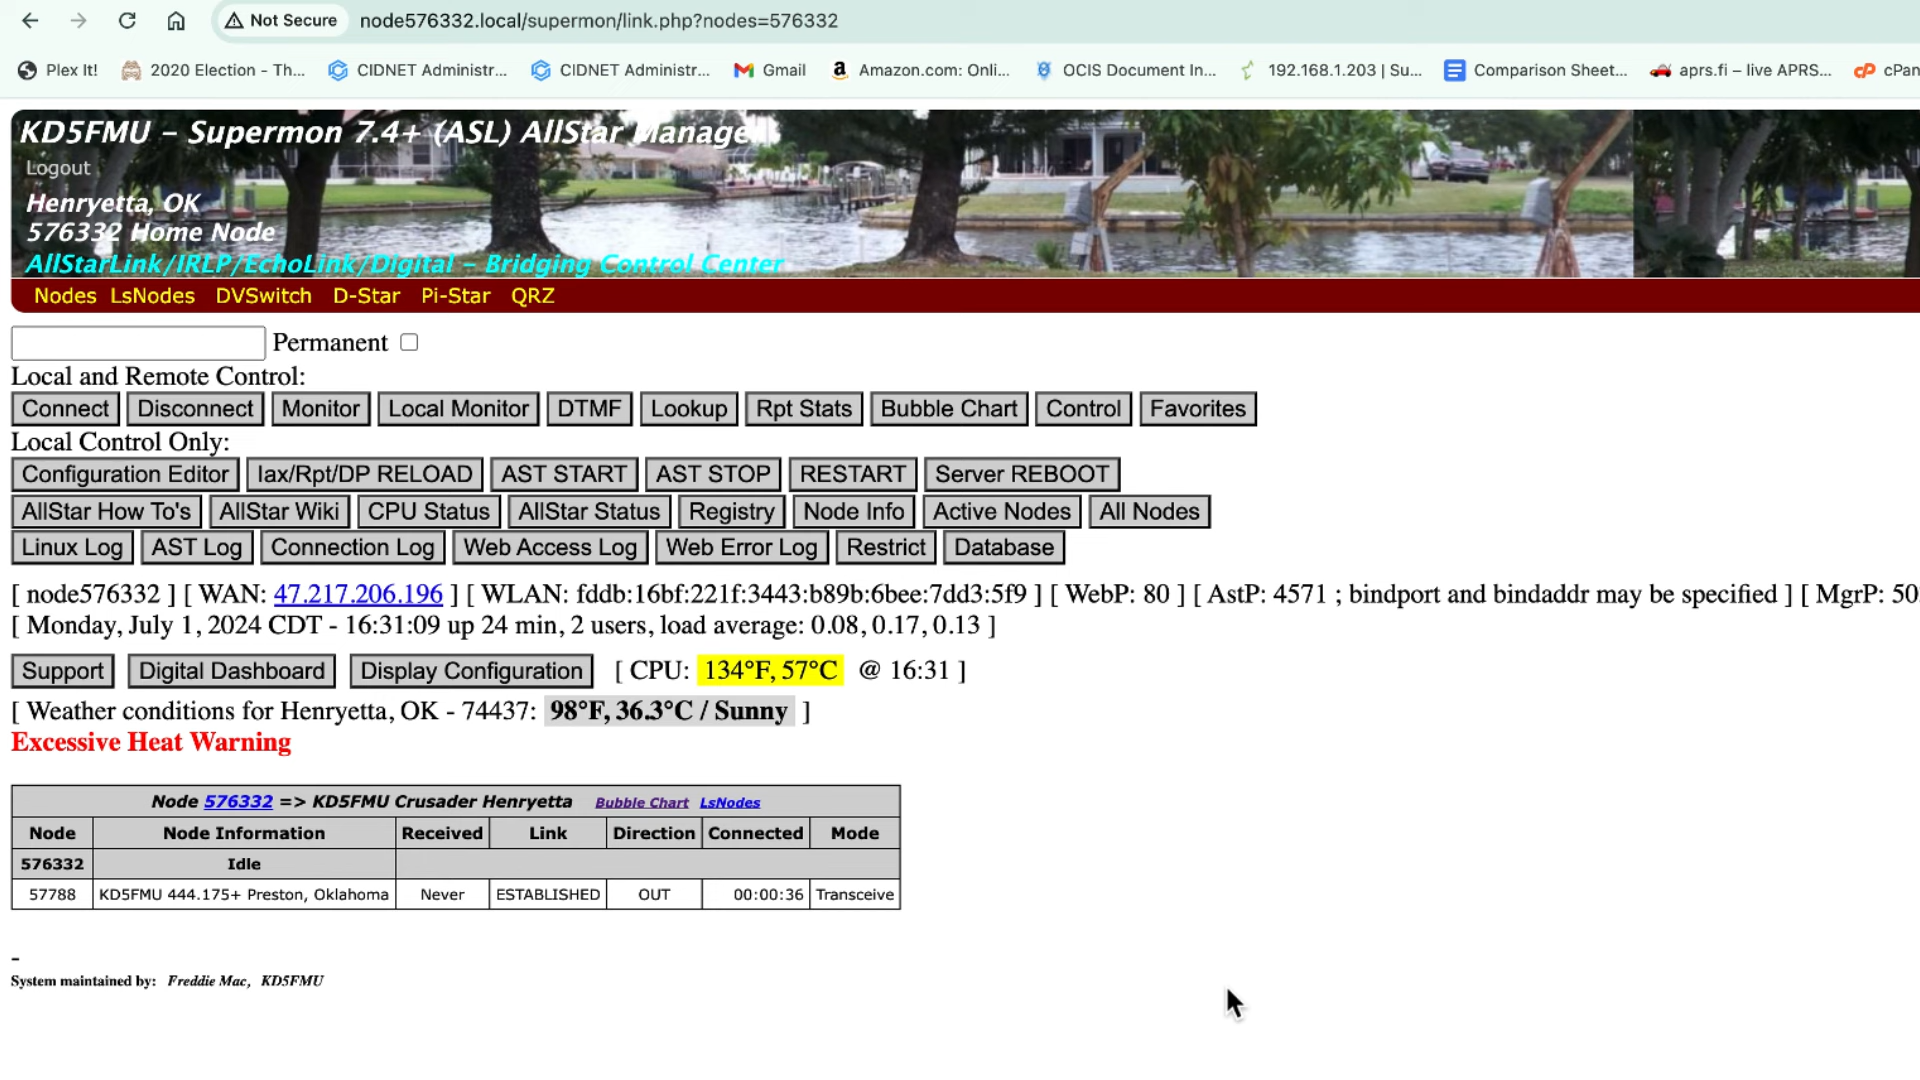 Not Secure node576332.local/supermon/link.php?nodes=576332
Plex It! 2020 Election - Th... CIDNET Administr... CIDNET Administr... Gmail Amazon.com: Onli... OCIS Document In... 192.168.1.203 | Su... Comparison Sheet... aprs.fi – live APRS... cPan
KD5FMU - Supermon 7.4+ (ASL) AllStar Manage
Logout
Henryetta, OK
576332 Home Node
AllStarLink/IRLP/EchoLink/Digital - Bridging Control Center
Nodes LsNodes DVSwitch D-Star Pi-Star QRZ
Permanent
Local and Remote Control:
Connect Disconnect Monitor Local Monitor DTMF Lookup Rpt Stats Bubble Chart Control Favorites
Local Control Only:
Configuration Editor Iax/Rpt/DP RELOAD AST START AST STOP RESTART Server REBOOT
AllStar How To's AllStar Wiki CPU Status AllStar Status Registry Node Info Active Nodes All Nodes
Linux Log AST Log Connection Log Web Access Log Web Error Log Restrict Database
[ node576332 ] [ WAN: 47.217.206.196 ] [ WLAN: fddb:16bf:221f:3443:b89b:6bee:7dd3:5f9 ] [ WebP: 80 ] [ AstP: 4571 ; bindport and bindaddr may be specified ] [ MgrP: 50
[ Monday, July 1, 2024 CDT - 16:31:09 up 24 min, 2 users, load average: 0.08, 0.17, 0.13 ]
Support Digital Dashboard Display Configuration [ CPU: 134°F, 57°C @ 16:31 ]
[ Weather conditions for Henryetta, OK - 74437: 98°F, 36.3°C / Sunny ]
Excessive Heat Warning
Node 576332 => KD5FMU Crusader Henryetta Bubble Chart LsNodes
Node Node Information Received Link Direction Connected Mode
576332 Idle
57788 KD5FMU 444.175+ Preston, Oklahoma Never ESTABLISHED OUT 00:00:36 Transceive
-
System maintained by: Freddie Mac, KD5FMU